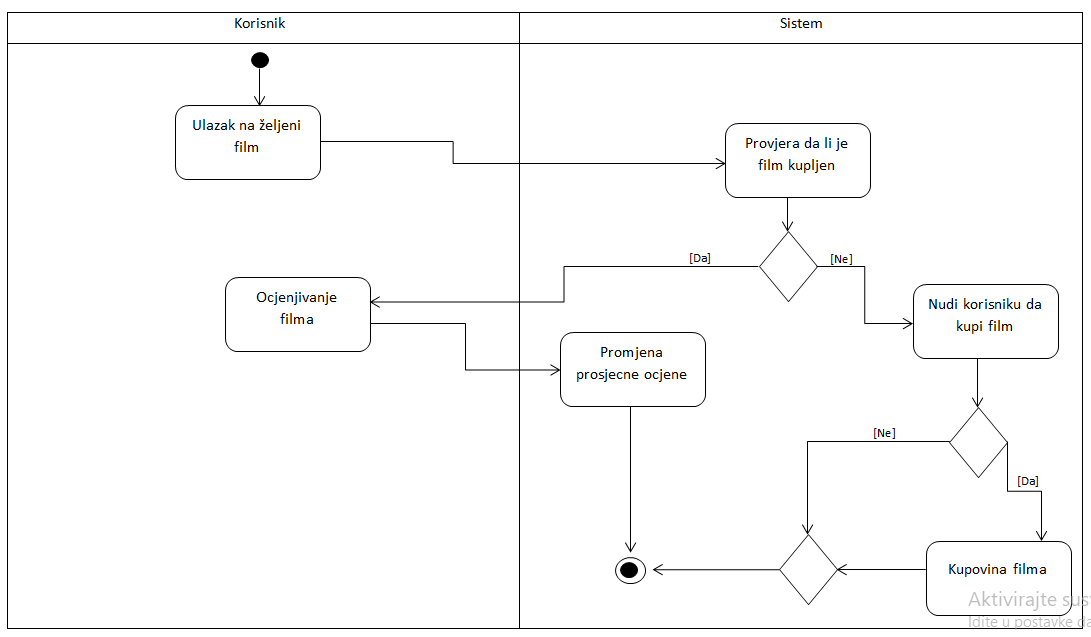 Korisnik
Sistem
Ulazak na željeni
film
Provjera da li je
film kupljen
[Da]
[Ne]
Ocjenjivanje
filma
Nudi korisniku da
kupi film
Promjena
prosjecne ocjene
[Ne]
[Da]
Kupovina filma
Aktivirajte sus
Idite u postavke da